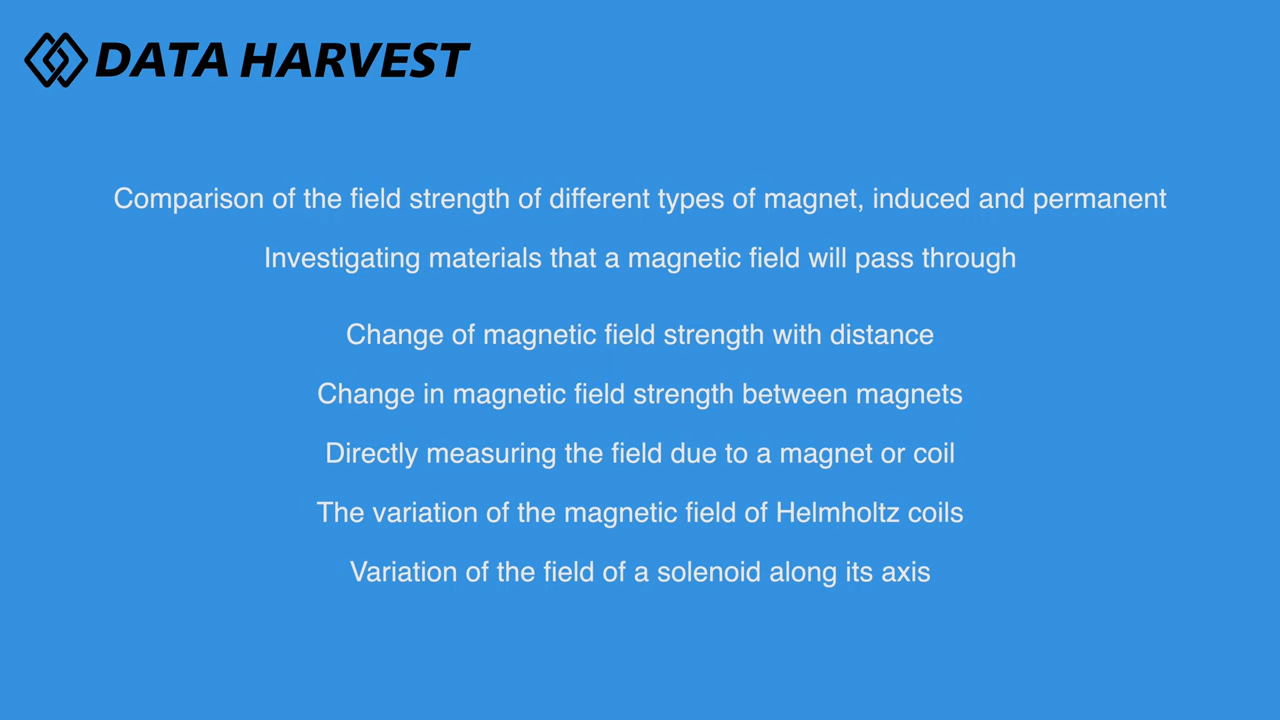 DATA HARVEST
Comparison of the field strength of different types of magnet, induced and permanent
Investigating materials that a magnetic field will pass through
Change of magnetic field strength with distance
Change in magnetic field strength between magnets
Directly measuring the field due to a magnet or coil
The variation of the magnetic field of Helmholtz coils
Variation of the field of a solenoid along its axis